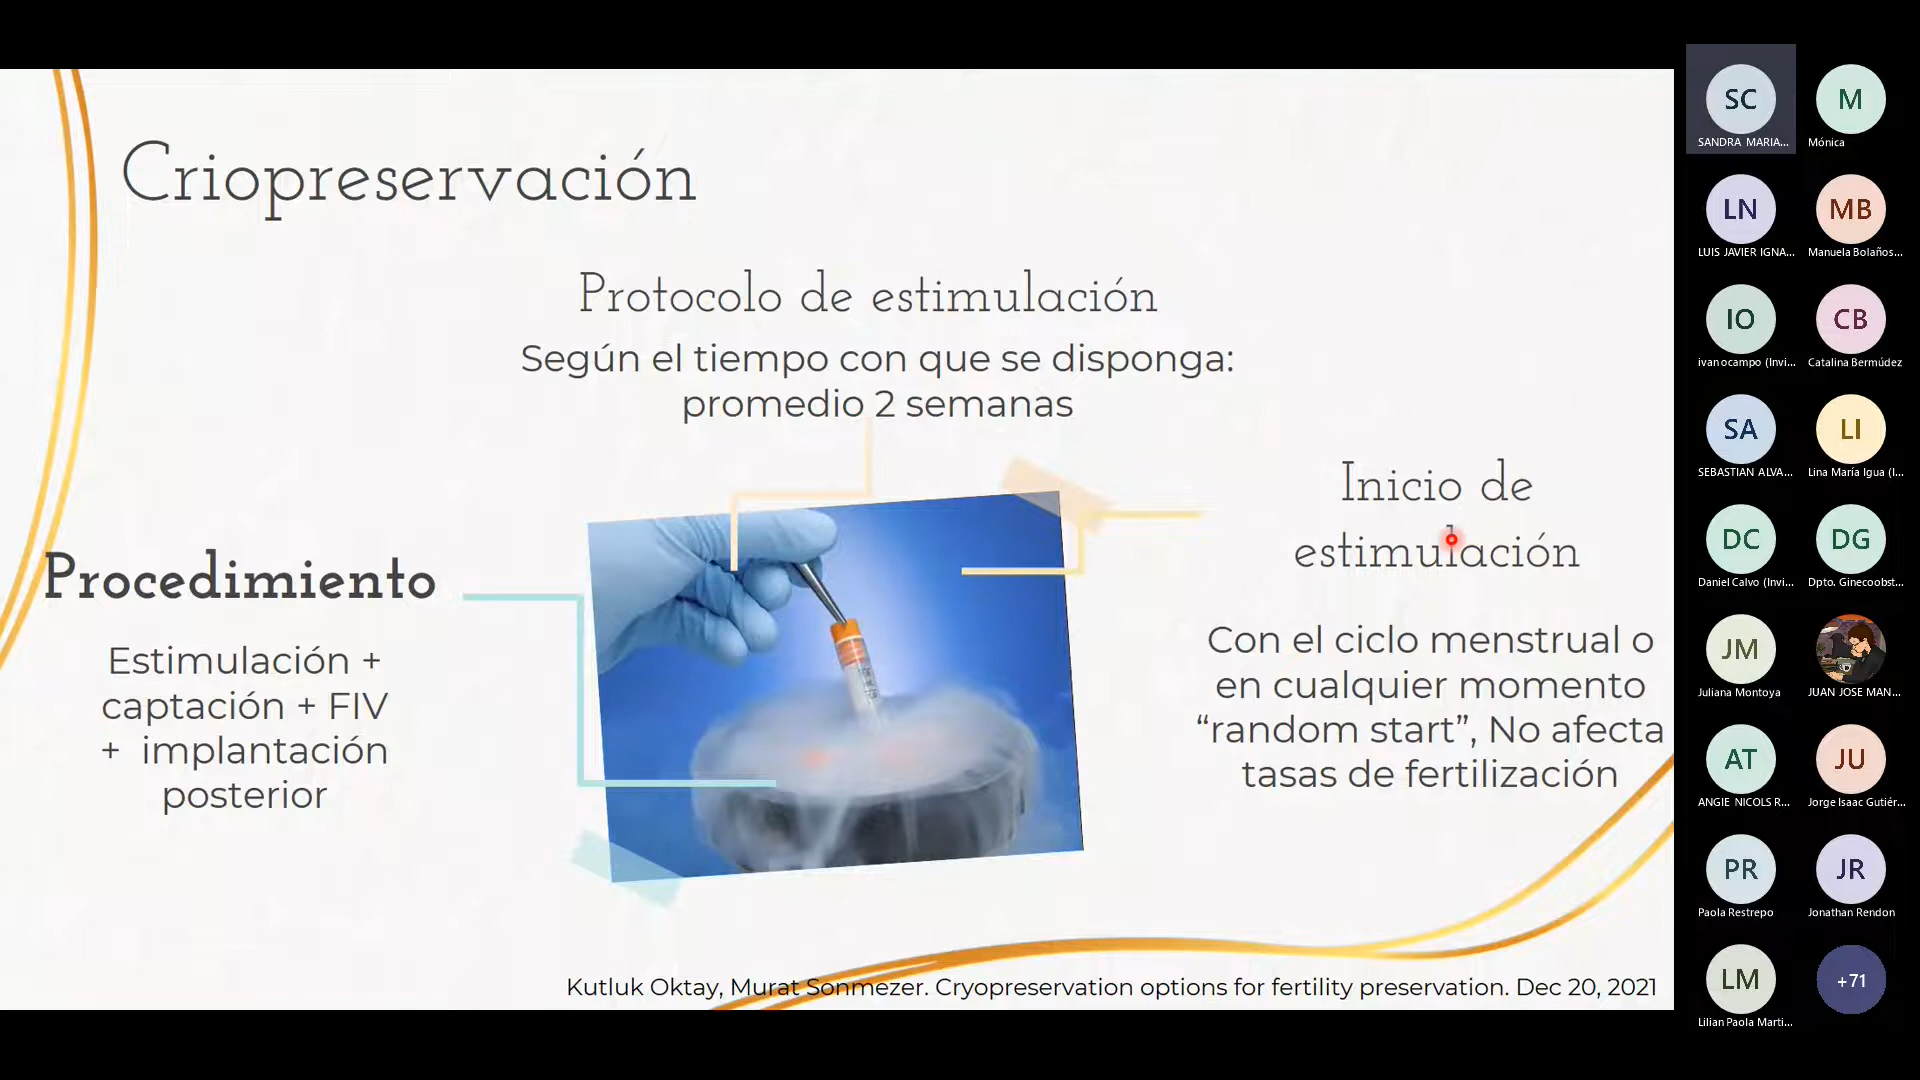 Criopreservación
Protocolo de estimulación
Según el tiempo con que se disponga:
promedio 2 semanas
Inicio de
estimulación
Con el ciclo menstrual o
en cualquier momento
“random start”, No afecta
tasas de fertilización
Procedimiento
Estimulación +
captación + FIV
+ implantación
posterior
Kutluk Oktay, Murat Sönmezer. Cryopreservation options for fertility preservation. Dec 20, 2021
SC
SANDRA MARIA...
M
Mónica
LN
LUIS JAVIER IGNA...
MB
Manuela Bolaños...
IO
ivan ocampo (Invi...
CB
Catalina Bermúdez
SA
SEBASTIAN ALVA...
LI
Lina María Igua (I...
DC
Daniel Calvo (Invi...
DG
Dpto. Ginecoobst...
JM
Juliana Montoya
JUAN JOSE MAN...
AT
ANGIE NICOLS R...
JU
Jorge Isaac Gutiér...
PR
Paola Restrepo
JR
Jonathan Rendon
LM
Lilian Paola Marti...
+71